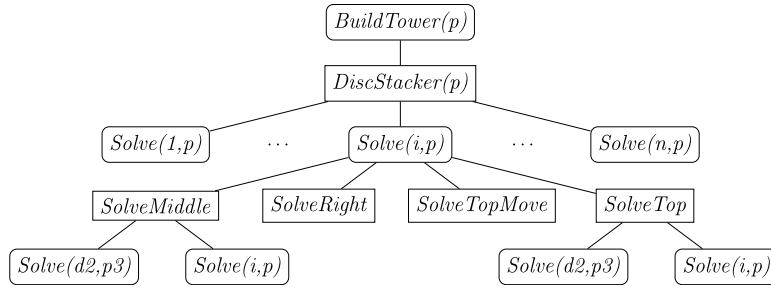 BuildTower(p)
DiscStacker(p)
Solve(1,p) ... Solve(i,p) ... Solve(n,p)
SolveMiddle SolveRight SolveTopMove SolveTop
Solve(d2,p3) Solve(i,p) Solve(d2,p3) Solve(i,p)